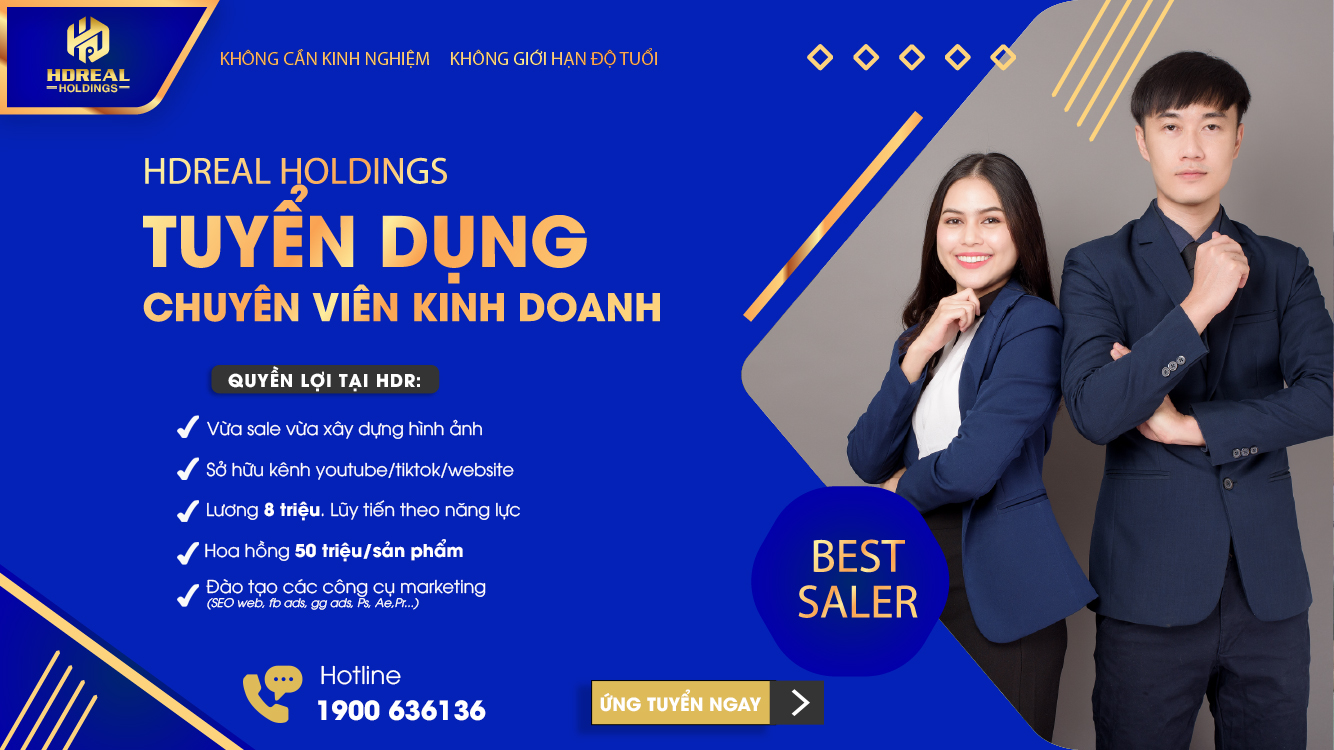 HDREAL
HOLDINGS
KHÔNG CẦN KINH NGHIỆM KHÔNG GIỚI HẠN ĐỘ TUỔI
HDREAL HOLDINGS
TUYỂN DỤNG
CHUYÊN VIÊN KINH DOANH
QUYỀN LỢI TẠI HDR:
Vừa sale vừa xây dựng hình ảnh
Sở hữu kênh youtube/tiktok/website
Lương 8 triệu. Lũy tiến theo năng lực
Hoa hồng 50 triệu/sản phẩm
Đào tạo các công cụ marketing
(SEO web, fb ads, gg ads, Ps, Ae,Pr...)
BEST
SALER
Hotline
1900 636136
ỨNG TUYỂN NGAY